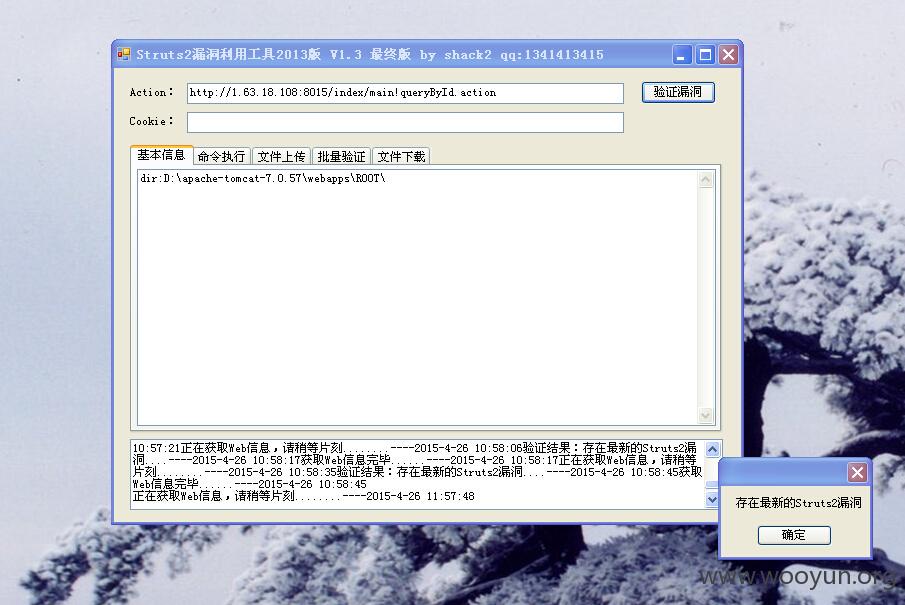 Struts2漏洞利用工具2013版 V1.3 最终版 by shack2 qq:1341413415
Action: http://1.63.18.108:8015/index/main!queryById.action 验证漏洞
Cookie:
基本信息 命令执行 文件上传 批量验证 文件下载
dir:D:\apache-tomcat-7.0.57\webapps\ROOT\
10:57:21正在获取Web信息，请稍等片刻........----2015-4-26 10:58:06验证结果：存在最新的Struts2漏
洞....----2015-4-26 10:58:17获取Web信息完毕......----2015-4-26 10:58:17正在获取Web信息，请稍等
片刻........----2015-4-26 10:58:35验证结果：存在最新的Struts2漏洞....----2015-4-26 10:58:45获取
Web信息完毕......----2015-4-26 10:58:45
正在获取Web信息，请稍等片刻........----2015-4-26 11:57:48
存在最新的Struts2漏洞
确定
www.wooyun.org